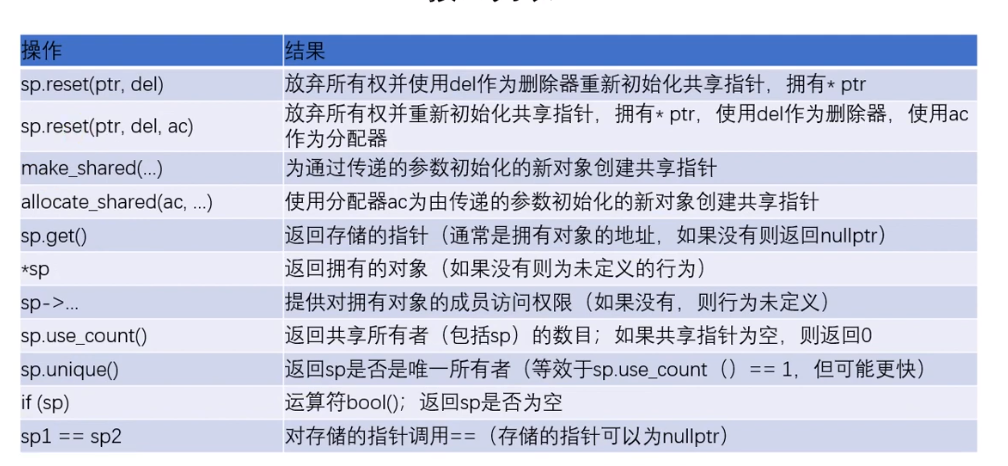 操作 结果
sp.reset(ptr, del) 放弃所有权并使用del作为删除器重新初始化共享指针，拥有* ptr
sp.reset(ptr, del, ac) 放弃所有权并重新初始化共享指针，拥有* ptr，使用del作为删除器，使用ac
作为分配器
make_shared(...) 为通过传递的参数初始化的新对象创建共享指针
allocate_shared(ac, ...) 使用分配器ac为由传递的参数初始化的新对象创建共享指针
sp.get() 返回存储的指针（通常是拥有对象的地址，如果没有则返回nullptr）
*sp 返回拥有的对象（如果没有则为未定义的行为）
sp->... 提供对拥有对象的成员访问权限（如果没有，则行为未定义）
sp.use_count() 返回共享所有者（包括sp）的数目；如果共享指针为空，则返回0
sp.unique() 返回sp是否是唯一所有者（等效于sp.use_count（）== 1，但可能更快）
if (sp) 运算符bool()；返回sp是否为空
sp1 == sp2 对存储的指针调用==（存储的指针可以为nullptr）